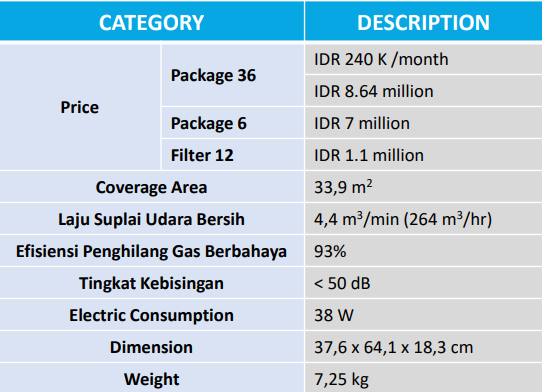 CATEGORY DESCRIPTION
Price
Package 36
IDR 240 K /month
IDR 8.64 million
Package 6 IDR 7 million
Filter 12 IDR 1.1 million
Coverage Area 33,9 m²
Laju Suplai Udara Bersih 4,4 m³/min (264 m³/hr)
Efisiensi Penghilang Gas Berbahaya 93%
Tingkat Kebisingan < 50 dB
Electric Consumption 38 W
Dimension 37,6 x 64,1 x 18,3 cm
Weight 7,25 kg